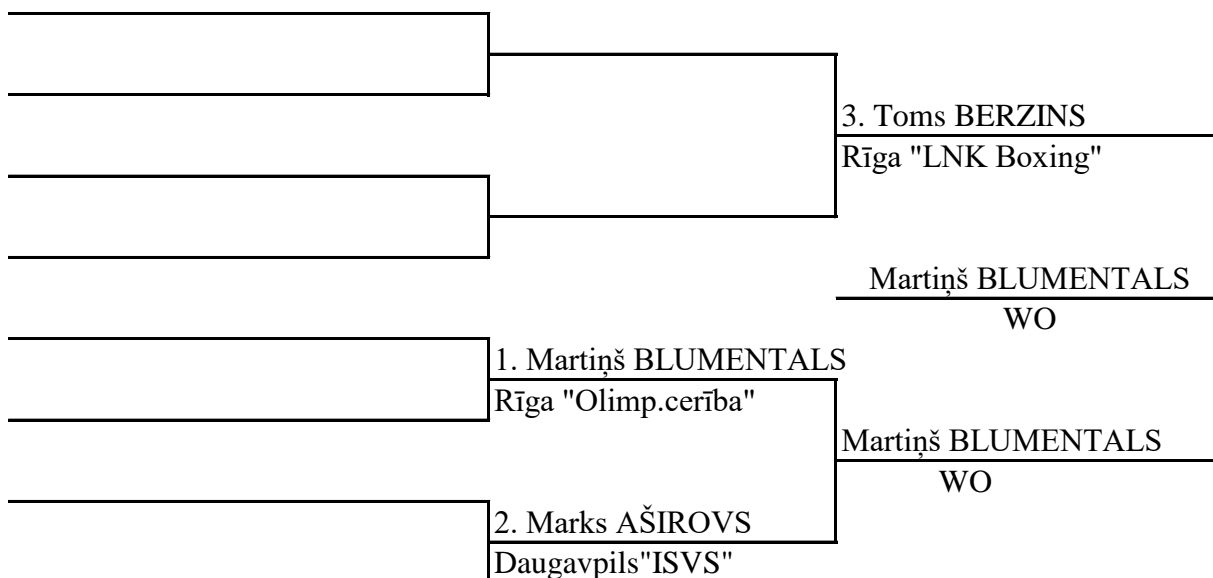 3. Toms BERZINS
Rīga "LNK Boxing"
Martiņš BLUMENTALS
WO
1. Martiņš BLUMENTALS
Rīga "Olimp.cerība"
Martiņš BLUMENTALS
WO
2. Marks AŠIROVS
Daugavpils"ISVS"